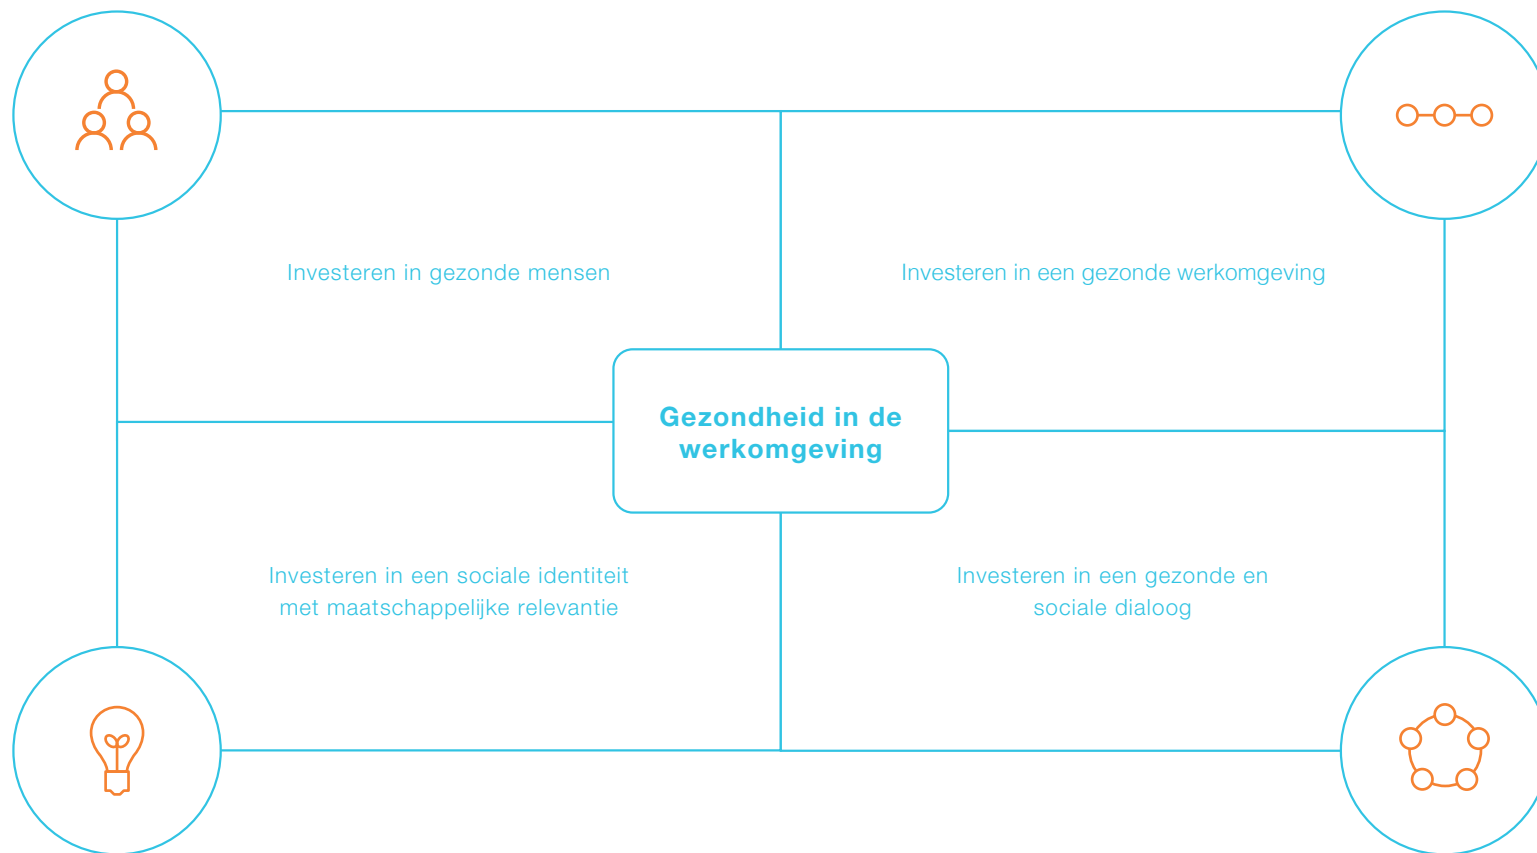 Investeren in gezonde mensen
Investeren in een gezonde werkomgeving
Gezondheid in de
werkomgeving
Investeren in een sociale identiteit
met maatschappelijke relevantie
Investeren in een gezonde en
sociale dialoog